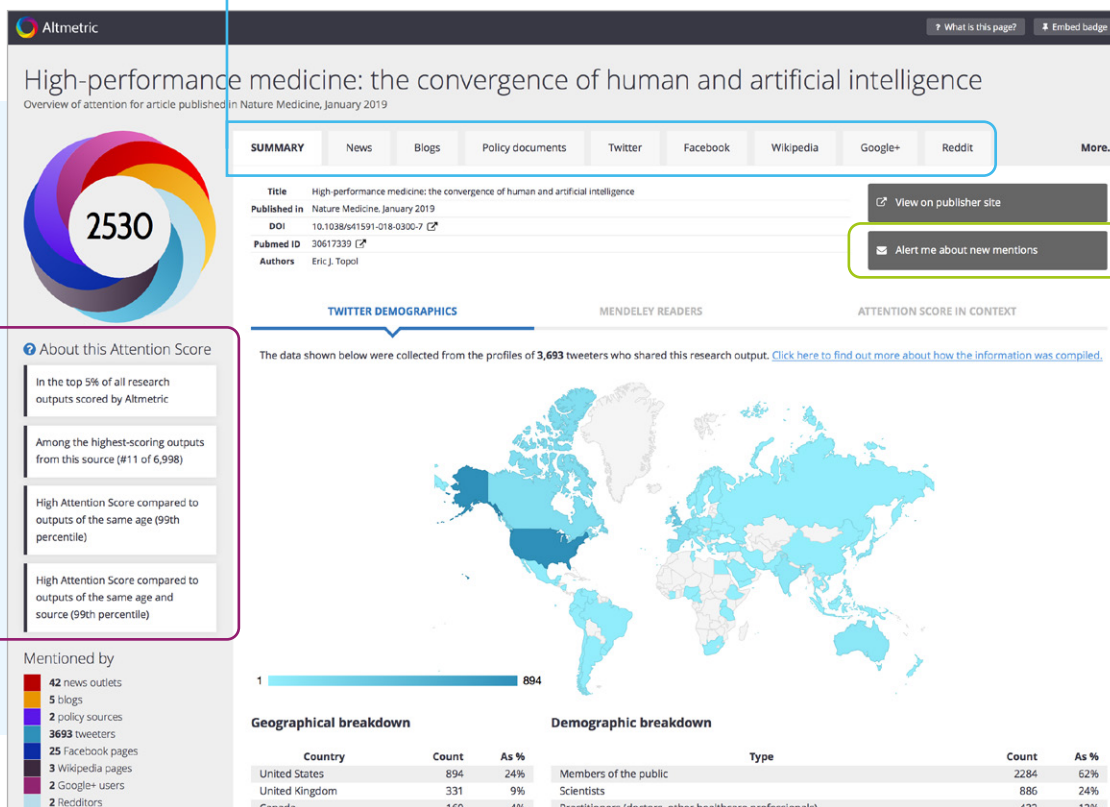 Altmetric
? What is this page?
Embed badge
High-performance medicine: the convergence of human and artificial intelligence
Overview of attention for article published in Nature Medicine, January 2019
2530
SUMMARY News Blogs Policy documents Twitter Facebook Wikipedia Google+ Reddit More.
Title High-performance medicine: the convergence of human and artificial intelligence
Published in Nature Medicine, January 2019
DOI 10.1038/s41591-018-0300-7
Pubmed ID 30617339
Authors Eric J. Topol
View on publisher site
Alert me about new mentions
TWITTER DEMOGRAPHICS MENDELEY READERS ATTENTION SCORE IN CONTEXT
The data shown below were collected from the profiles of 3,693 tweeters who shared this research output. Click here to find out more about how the information was compiled.
? About this Attention Score
In the top 5% of all research
outputs scored by Altmetric
Among the highest-scoring outputs
from this source (#11 of 6,998)
High Attention Score compared to
outputs of the same age (99th
percentile)
High Attention Score compared to
outputs of the same age and
source (99th percentile)
Mentioned by
42 news outlets
5 blogs
2 policy sources
3693 tweeters
25 Facebook pages
3 Wikipedia pages
2 Google+ users
2 Redditors
1 894
Geographical breakdown
Country Count As %
United States 894 24%
United Kingdom 331 9%
Canada 160 4%
Demographic breakdown
Type Count As %
Members of the public 2284 62%
Scientists 886 24%
Practitioners (doctors, other healthcare professionals) 12%